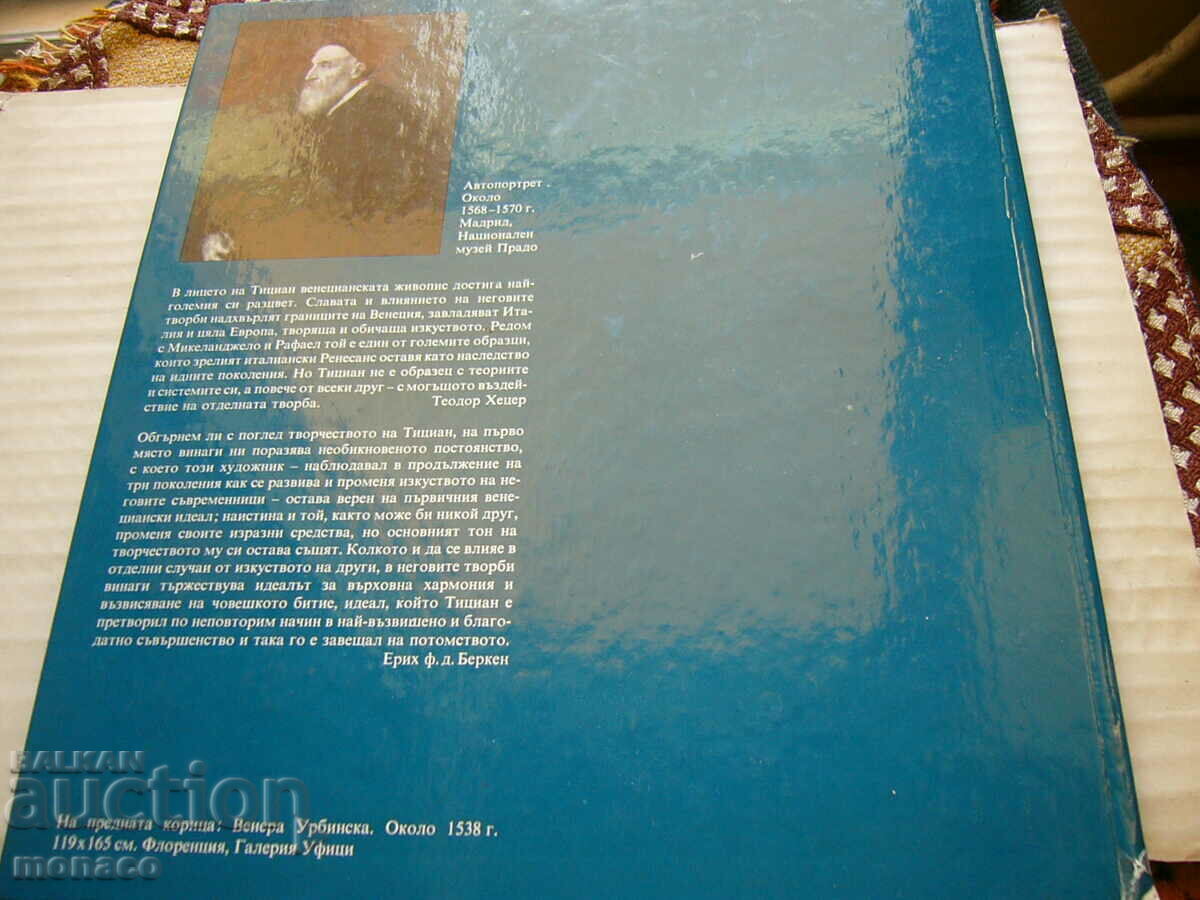 Автопортрет.
Около
1568–1570 г.
Мадрид,
Национален
музей Прадо
В лицето на Тициан венецианската живопис достига най-
големия си разцвет. Славата и влиянието на неговите
творби надхвърлят границите на Венеция, завладяват Ита-
лия и цяла Европа, творяща и обичаща изкуството. Редом
с Микеланджело и Рафаел той е един от големите образци,
които зрелият италиански Ренесанс оставя като наследство
на идните поколения. Но Тициан не е образец с теориите
и системите си, а повече от всеки друг – с могъщото въздей-
ствие на отделната творба. Теодор Хецер
Обгърнем ли с поглед творчеството на Тициан, на първо
място винаги ни поразява необикновеното постоянство,
с което този художник – наблюдавал в продължение на
три поколения как се развива и променя изкуството на не-
говите съвременници – остава верен на първичния вене-
циански идеал; наистина и той, както може би никой друг,
променя своите изразни средства, но основният тон на
творчеството му си остава същят. Колкото и да се влияе в
отделни случаи от изкуството на други, в неговите творби
винаги тържествува идеалът за върховна хармония и
възвисяване на човешкото битие, идеал, който Тициан е
претворил по неповторим начин в най-възвишено и благо-
датно съвършенство и така го е завещал на потомството.
Ерих ф. д. Беркен
На предната корица: Венера Урбинска. Около 1538 г.
119x165 см. Флоренция, Галерия Уфици
BALKAN
auction
monaco